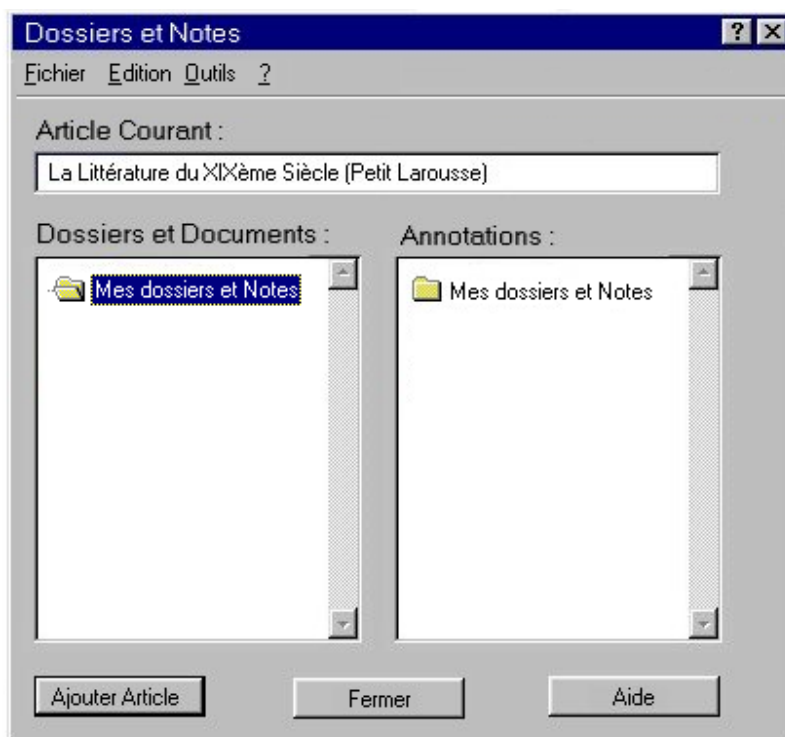 Dossiers et Notes
Fichier Edition Outils ?
Article Courant :
La Littérature du XIXème Siècle (Petit Larousse)
Dossiers et Documents :
Mes dossiers et Notes
Annotations :
Mes dossiers et Notes
Ajouter Article
Fermer
Aide